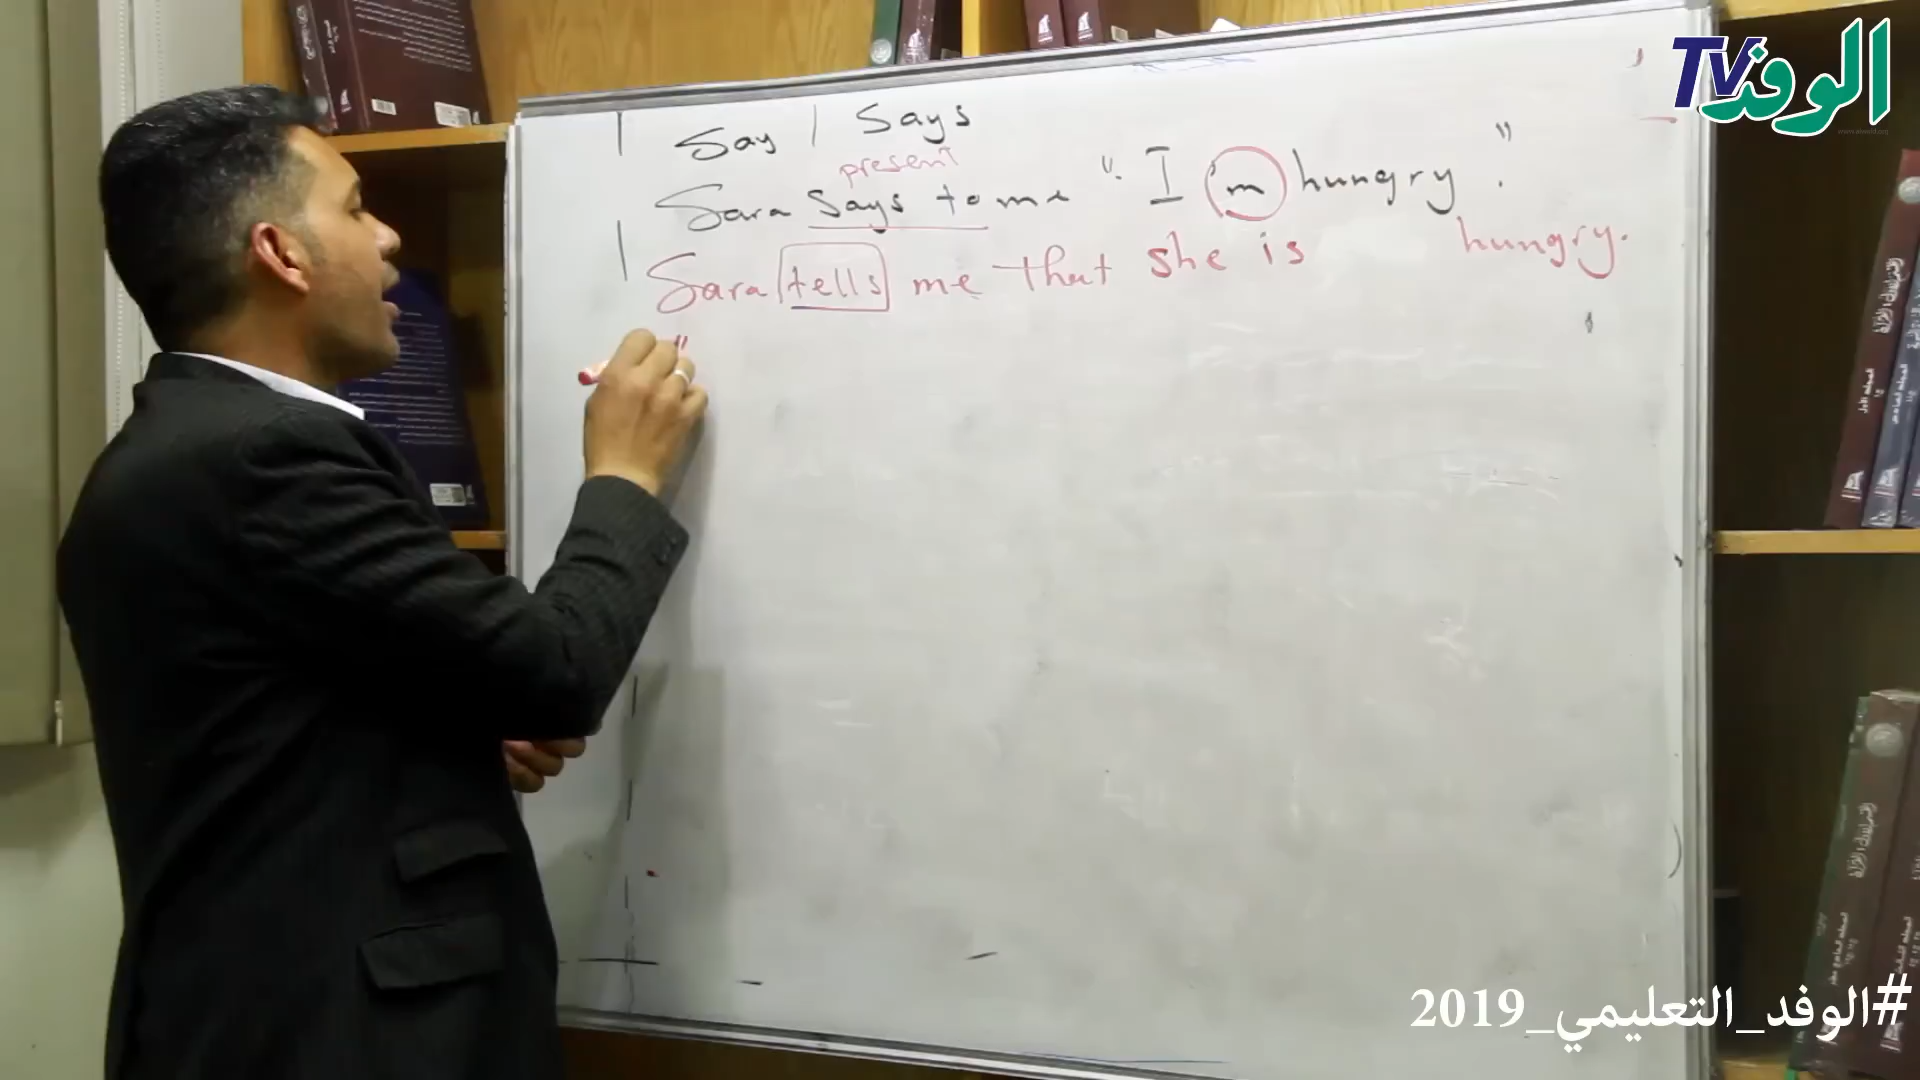 الوفد TV
Say / Says
present
Sara says to me "I'm hungry."
Sara tells me that she is hungry.
"
#الوفد_التعليمي_2019